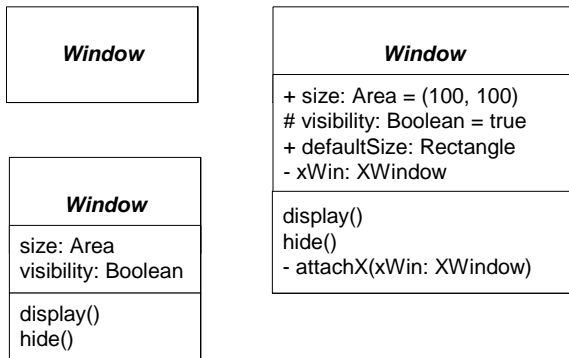 Window
Window
size: Area
visibility: Boolean
display()
hide()
Window
+ size: Area = (100, 100)
# visibility: Boolean = true
+ defaultSize: Rectangle
- xWin: XWindow
display()
hide()
- attachX(xWin: XWindow)